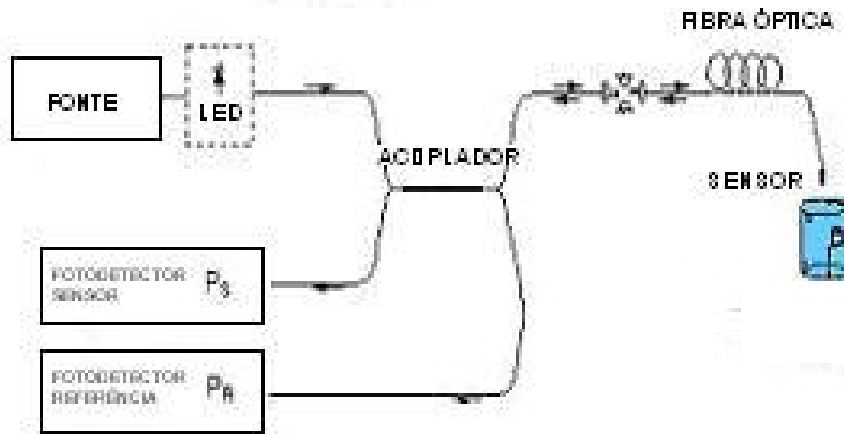 FIBRA ÓPTICA
FONTE
LED
ACOPLADOR
SENSOR
FOTODETECTOR
SENSOR
PS
FOTODETECTOR
REFERÊNCIA
PR